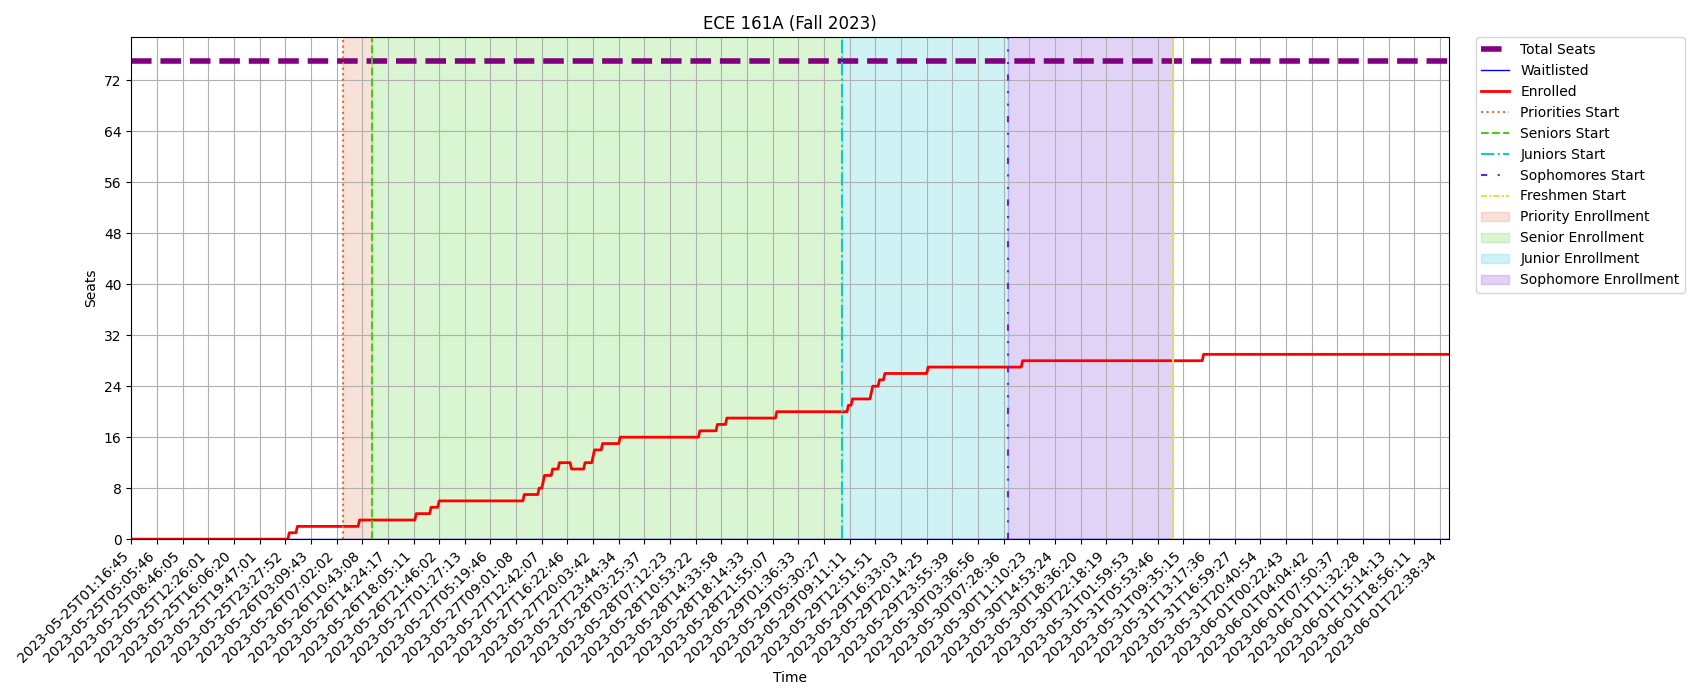 ECE 161A (Fall 2023)
Total Seats
Waitlisted
Enrolled
Priorities Start
Seniors Start
Juniors Start
Sophomores Start
Freshmen Start
Priority Enrollment
Senior Enrollment
Junior Enrollment
Sophomore Enrollment
Seats
72
64
56
48
40
32
24
16
8
0
2023-05-25T01:16:45
2023-05-25T05:05:46
2023-05-25T08:46:05
2023-05-25T12:26:01
2023-05-25T16:06:20
2023-05-25T19:47:01
2023-05-25T23:27:52
2023-05-26T03:09:43
2023-05-26T07:02:02
2023-05-26T10:43:08
2023-05-26T14:24:17
2023-05-26T18:05:11
2023-05-26T21:46:02
2023-05-27T01:27:13
2023-05-27T05:19:46
2023-05-27T09:01:08
2023-05-27T12:42:07
2023-05-27T16:22:46
2023-05-27T20:03:42
2023-05-27T23:44:34
2023-05-28T03:25:37
2023-05-28T07:12:23
2023-05-28T10:53:22
2023-05-28T14:33:58
2023-05-28T18:14:33
2023-05-28T21:55:07
2023-05-29T01:36:33
2023-05-29T05:30:27
2023-05-29T09:11:11
2023-05-29T12:51:51
2023-05-29T16:33:03
2023-05-29T20:14:25
2023-05-29T23:55:39
2023-05-30T03:36:56
2023-05-30T07:28:36
2023-05-30T11:10:23
2023-05-30T14:53:24
2023-05-30T18:36:20
2023-05-30T22:18:19
2023-05-31T01:59:53
2023-05-31T05:53:46
2023-05-31T09:35:15
2023-05-31T13:17:36
2023-05-31T16:59:27
2023-05-31T20:40:54
2023-06-01T00:22:43
2023-06-01T04:04:42
2023-06-01T07:50:37
2023-06-01T11:32:28
2023-06-01T15:14:13
2023-06-01T18:56:11
2023-06-01T22:38:34
Time